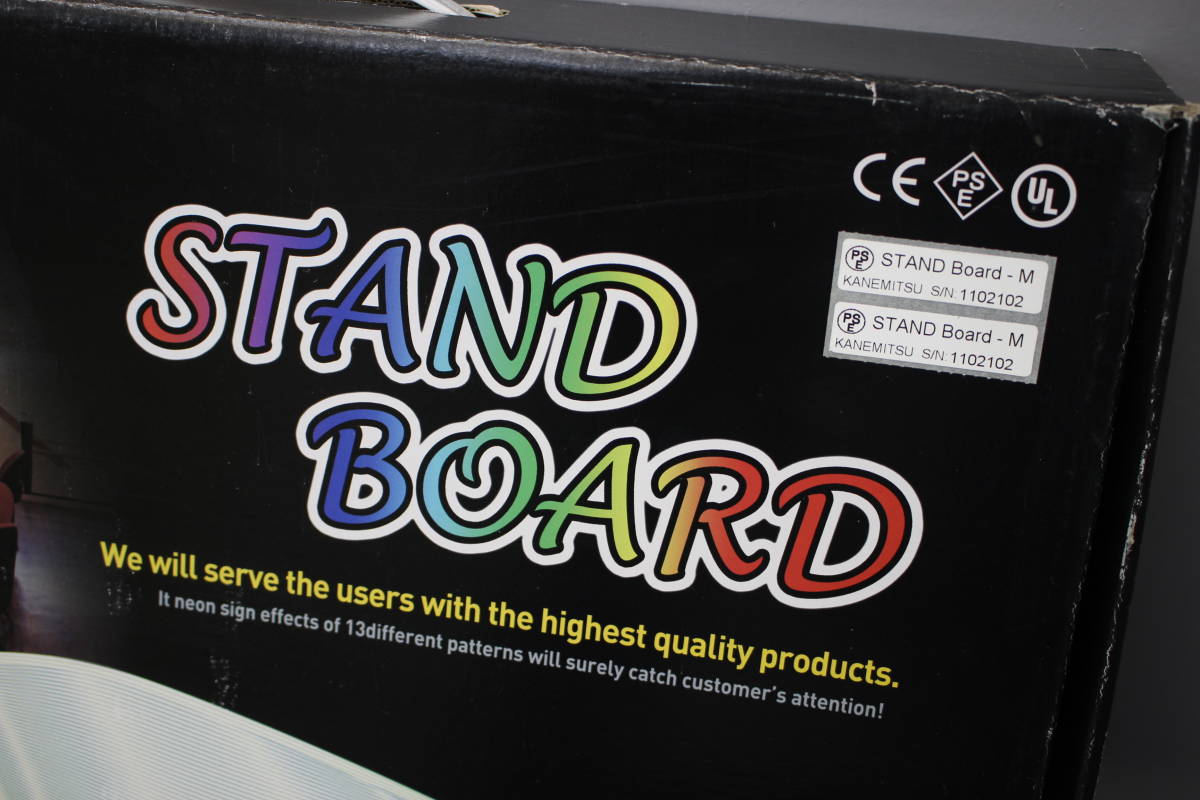 CE PSE UL
PSE STAND Board - M
KANEMITSU S/N:1102102
PSE STAND Board - M
KANEMITSU S/N:1102102
STAND
BOARD
We will serve the users with the highest quality products.
It neon sign effects of 13different patterns will surely catch customer's attention!